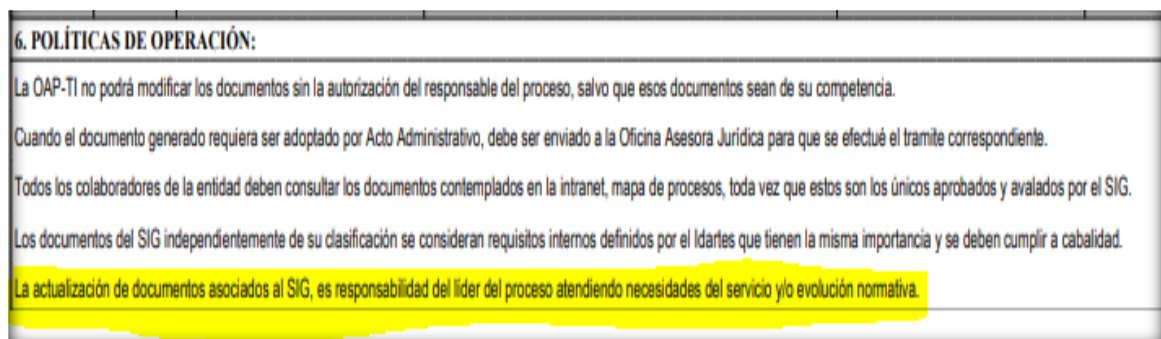 6. POLÍTICAS DE OPERACIÓN:
La OAP-TI no podrá modificar los documentos sin la autorización del responsable del proceso, salvo que esos documentos sean de su competencia.
Cuando el documento generado requiera ser adoptado por Acto Administrativo, debe ser enviado a la Oficina Asesora Jurídica para que se efectué el tramite correspondiente.
Todos los colaboradores de la entidad deben consultar los documentos contemplados en la intranet, mapa de procesos, toda vez que estos son los únicos aprobados y avalados por el SIG.
Los documentos del SIG independientemente de su clasificación se consideran requisitos internos definidos por el Idartes que tienen la misma importancia y se deben cumplir a cabalidad.
La actualización de documentos asociados al SIG, es responsabilidad del líder del proceso atendiendo necesidades del servicio y/o evolución normativa.